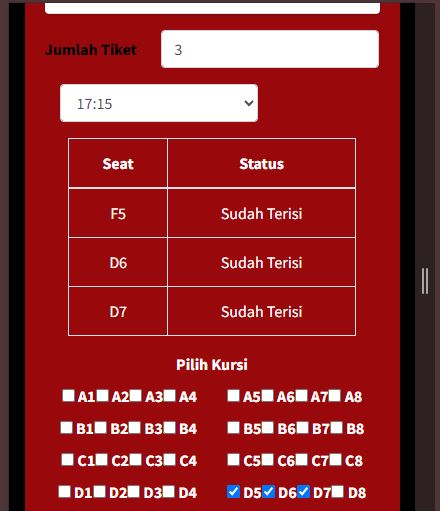 Jumlah Tiket 3
17:15
Seat Status
F5 Sudah Terisi
D6 Sudah Terisi
D7 Sudah Terisi
Pilih Kursi
A1 A2 A3 A4 A5 A6 A7 A8
B1 B2 B3 B4 B5 B6 B7 B8
C1 C2 C3 C4 C5 C6 C7 C8
D1 D2 D3 D4 D5 D6 D7 D8